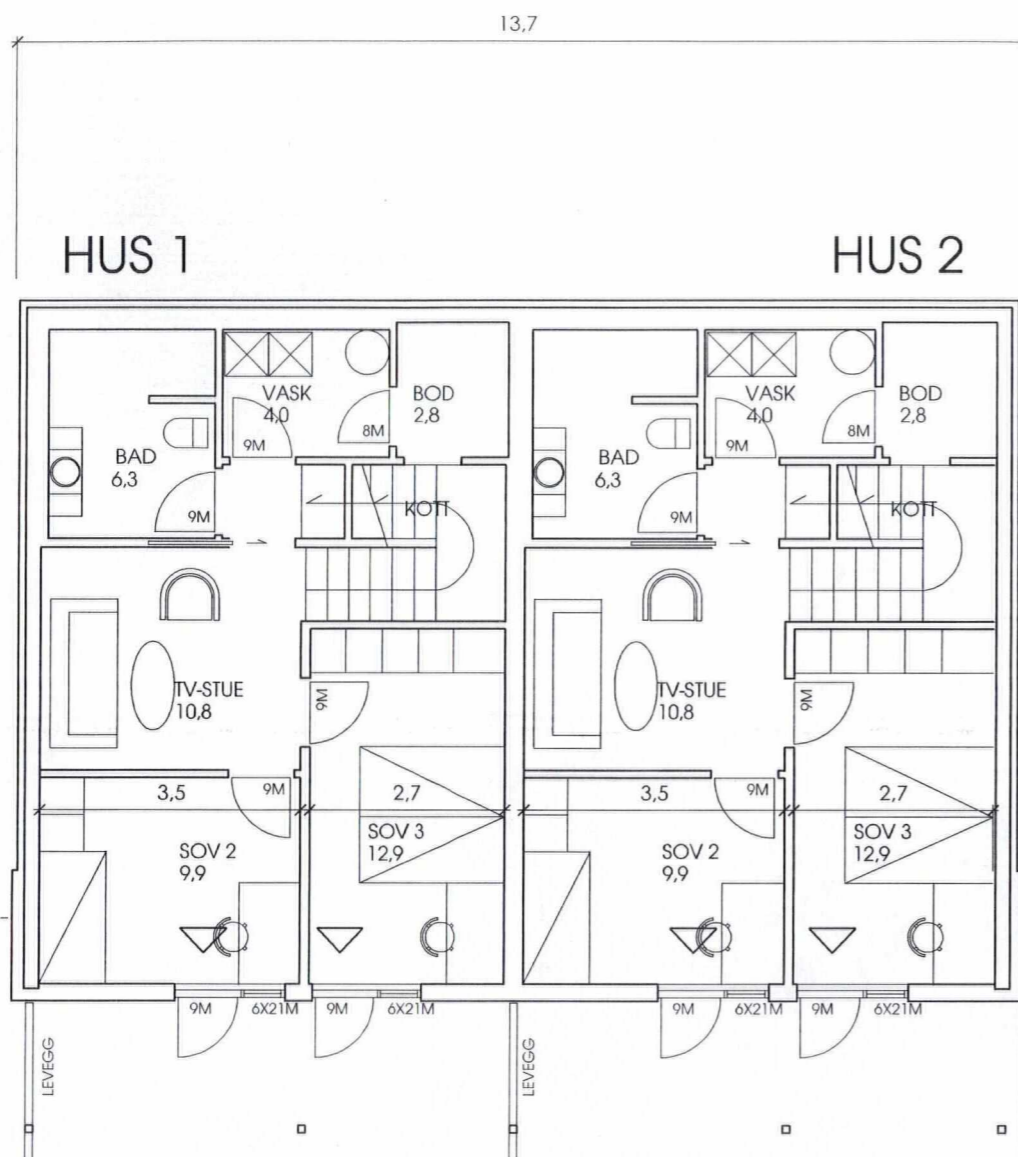 13,7
HUS 1
HUS 2
VASK
4,0
BOD
2,8
VASK
4,0
BOD
2,8
9M
8M
9M
8M
BAD
6,3
BAD
6,3
KOTT
KOTT
9M
9M
TV-STUE
10,8
9M
TV-STUE
10,8
9M
3,5
9M
2,7
3,5
9M
2,7
SOV 2
9,9
SOV 3
12,9
SOV 2
9,9
SOV 3
12,9
9M
6X21M
9M
6X21M
9M
6X21M
9M
6X21M
LEVEGG
LEVEGG